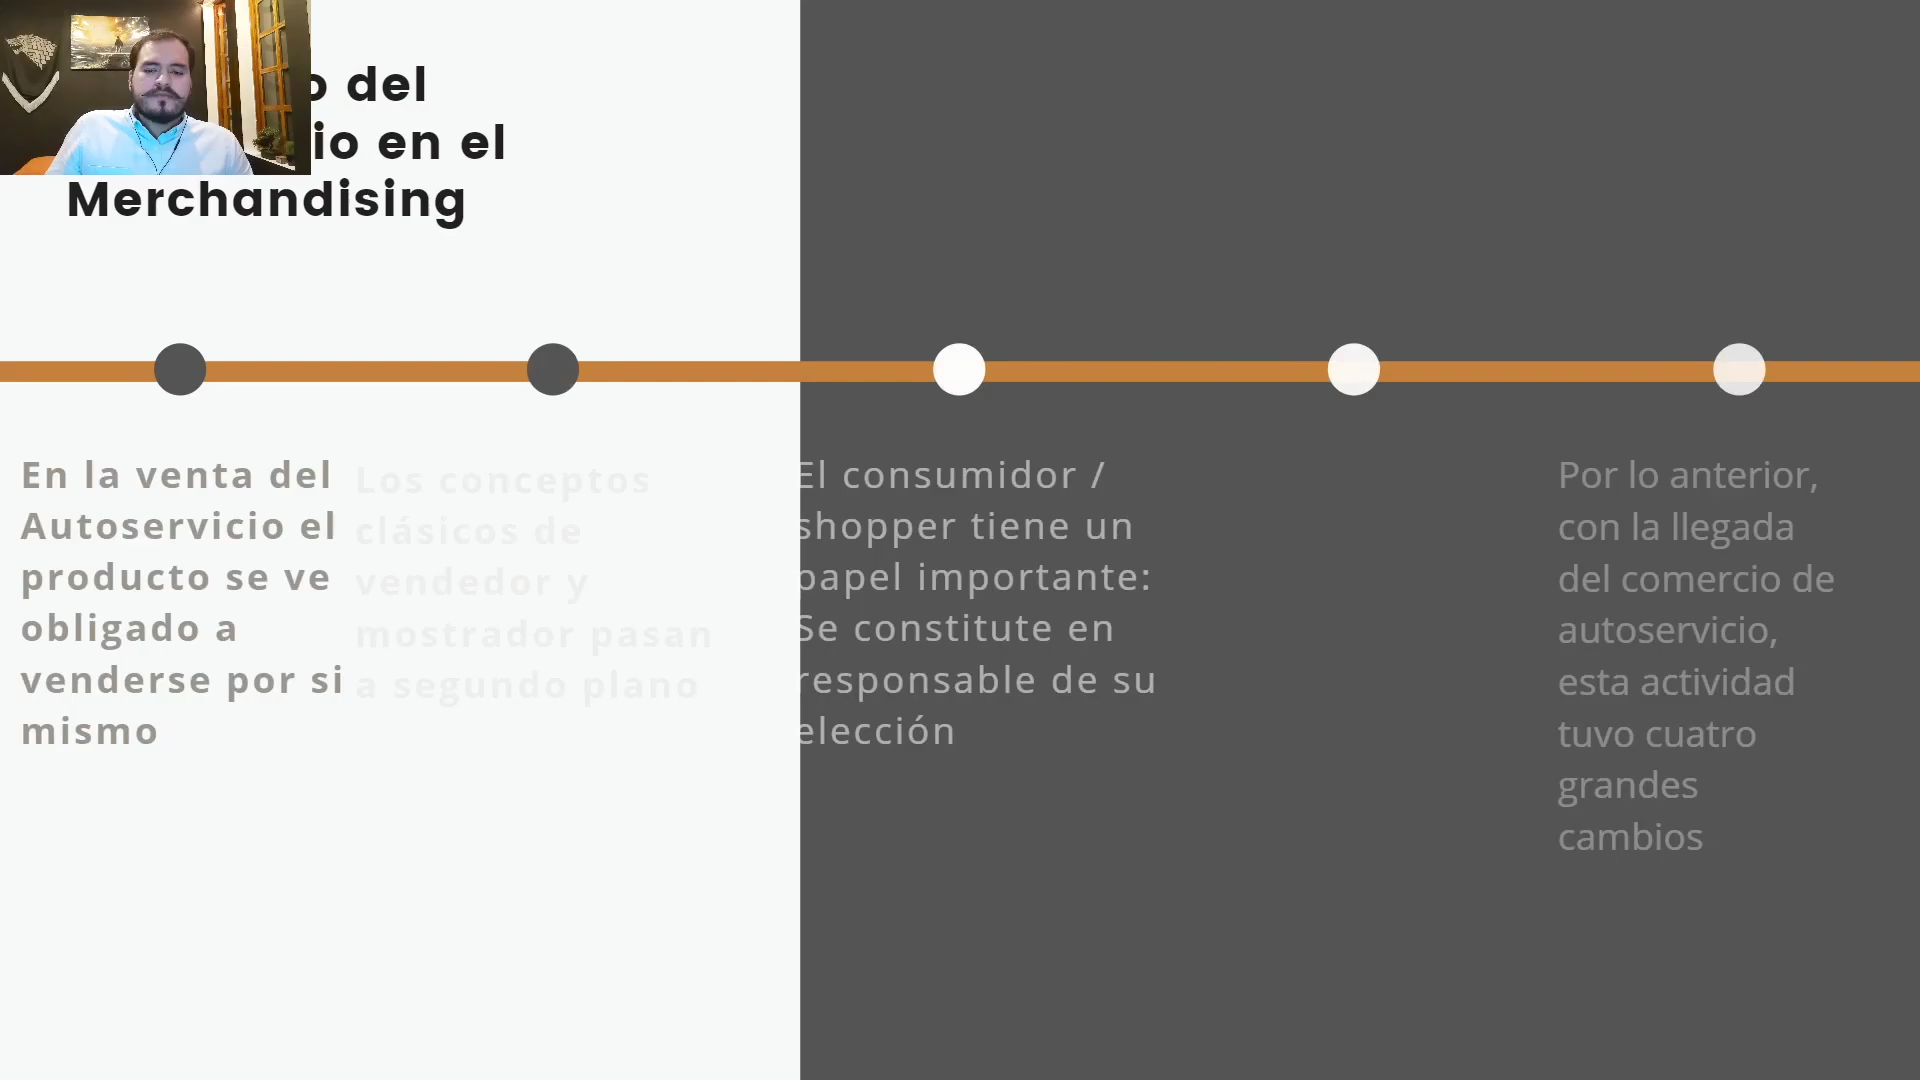 o del
io en el
Merchandising
En la venta del
Autoservicio el
producto se ve
obligado a
venderse por si
mismo
Los conceptos
clásicos de
vendedor y
mostrador pasan
a segundo plano
El consumidor /
shopper tiene un
papel importante:
Se constitute en
responsable de su
elección
Por lo anterior,
con la llegada
del comercio de
autoservicio,
esta actividad
tuvo cuatro
grandes
cambios